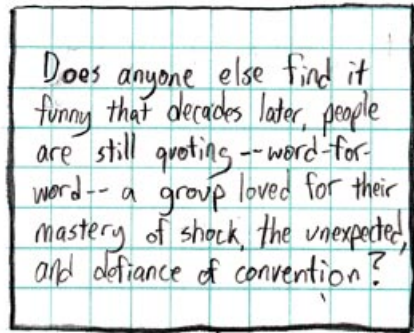 Does anyone else find it
funny that decades later, people
are still quoting --word-for-
word-- a group loved for their
mastery of shock, the unexpected,
and defiance of convention?